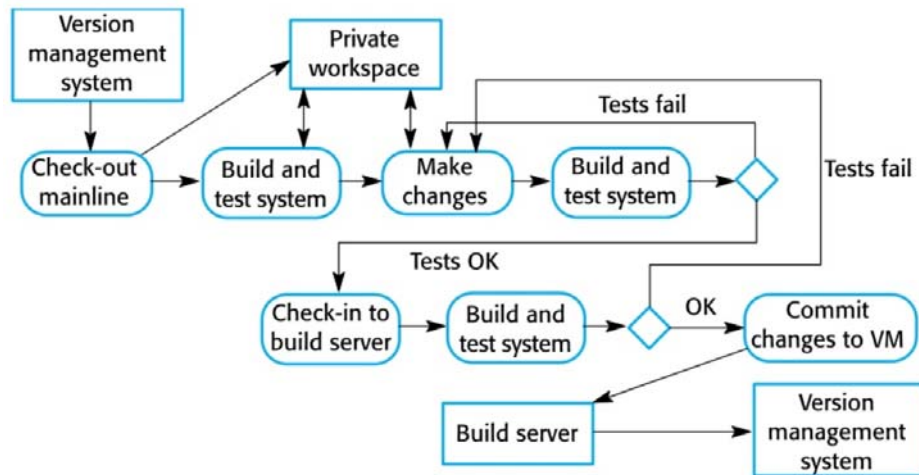 Version
management
system
Private
workspace
Tests fail
Check-out
mainline
Build and
test system
Make
changes
Build and
test system
Tests fail
Tests OK
Check-in to
build server
Build and
test system
OK
Commit
changes to VM
Build server
Version
management
system